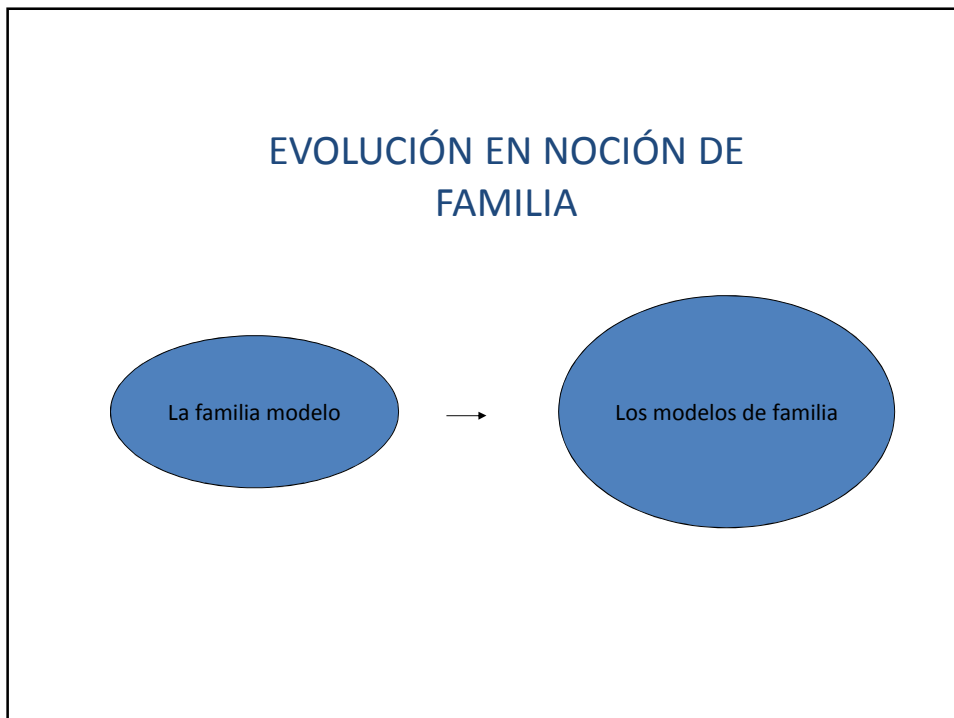 EVOLUCIÓN EN NOCIÓN DE
FAMILIA
La familia modelo
Los modelos de familia